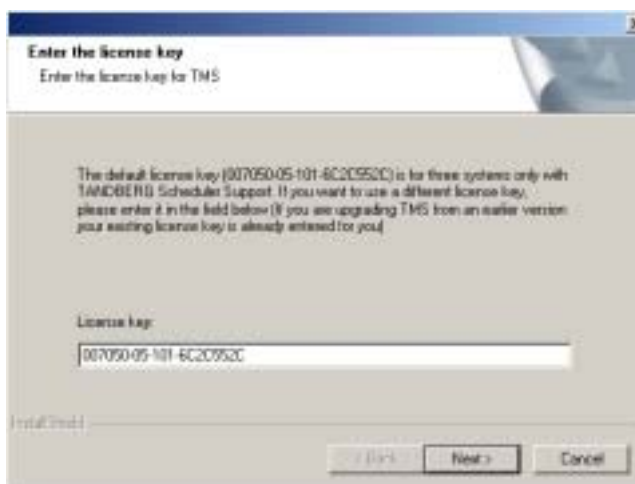 Enter the license key
Enter the license key for TMS
The default license key (007050-05-101-6C2C552C) is for three systems only with
TANDBERG Scheduler Support. If you want to use a different license key,
please enter it in the field below (if you are upgrading TMS from an earlier version
your existing license key is already entered for you)
License key:
007050-05-101-6C2C552C
InstallShield
< Back
Next >
Cancel